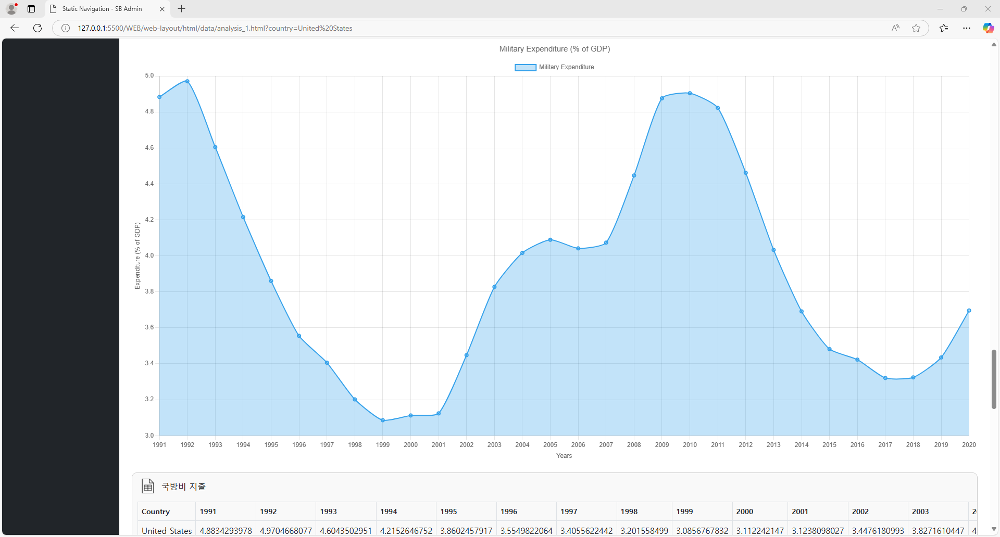 Static Navigation - SB Admin
127.0.0.1:5500/WEB/web-layout/html/data/analysis_1.html?country=United%20States
Military Expenditure (% of GDP)
Military Expenditure
5.0
4.8
4.6
4.4
4.2
4.0
3.8
3.6
3.4
3.2
3.0
Expenditure (% of GDP)
1991 1992 1993 1994 1995 1996 1997 1998 1999 2000 2001 2002 2003 2004 2005 2006 2007 2008 2009 2010 2011 2012 2013 2014 2015 2016 2017 2018 2019 2020
Years
국방비 지출
Country 1991 1992 1993 1994 1995 1996 1997 1998 1999 2000 2001 2002 2003 2
United States 4.8834293978 4.9704668077 4.6043502951 4.2152646752 3.8602457917 3.5549822064 3.4055622442 3.201558499 3.0856767832 3.112242147 3.1238098027 3.4476180993 3.8271610447 4